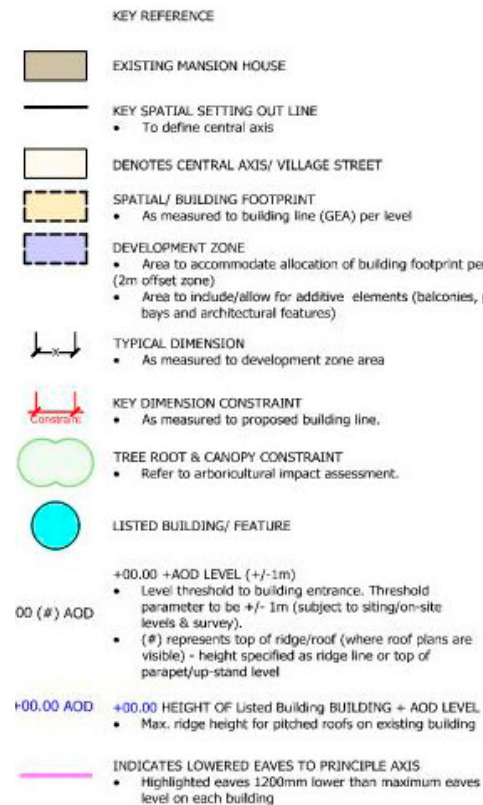 KEY REFERENCE
EXISTING MANSION HOUSE
KEY SPATIAL SETTING OUT LINE
• To define central axis
DENOTES CENTRAL AXIS/ VILLAGE STREET
SPATIAL/ BUILDING FOOTPRINT
• As measured to building line (GEA) per level
DEVELOPMENT ZONE
• Area to accommodate allocation of building footprint pe
(2m offset zone)
• Area to include/allow for additive elements (balconies,
bays and architectural features)
x
TYPICAL DIMENSION
• As measured to development zone area
Constraint
KEY DIMENSION CONSTRAINT
• As measured to proposed building line.
TREE ROOT & CANOPY CONSTRAINT
• Refer to arboricultural impact assessment.
LISTED BUILDING/ FEATURE
+00.00 +AOD LEVEL (+/-1m)
• Level threshold to building entrance. Threshold
parameter to be +/- 1m (subject to siting/on-site
levels & survey).
00 (#) AOD
• (#) represents top of ridge/roof (where roof plans are
visible) - height specified as ridge line or top of
parapet/up-stand level
+00.00 AOD
+00.00 HEIGHT OF Listed Building BUILDING + AOD LEVEL
• Max. ridge height for pitched roofs on existing building
INDICATES LOWERED EAVES TO PRINCIPLE AXIS
• Highlighted eaves 1200mm lower than maximum eaves
level on each building